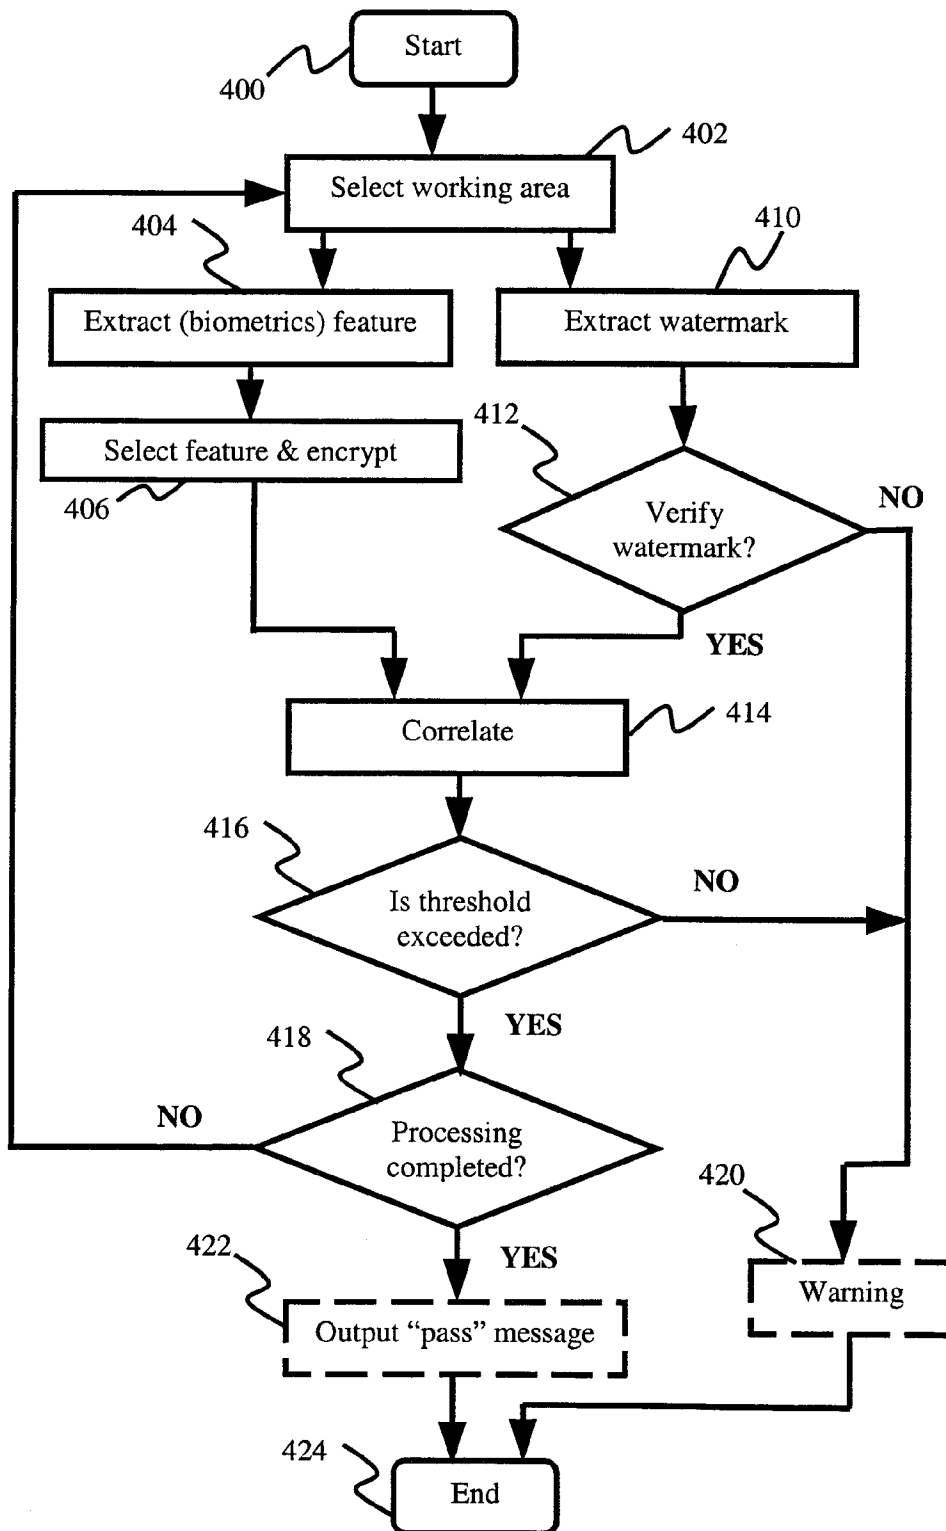 Start
400
402
Select working area
404
410
Extract (biometrics) feature
Extract watermark
412
Select feature & encrypt
406
NO
Verify
watermark?
YES
Correlate
414
416
NO
Is threshold
exceeded?
YES
418
NO
Processing
completed?
420
422
YES
Warning
Output “pass” message
424
End